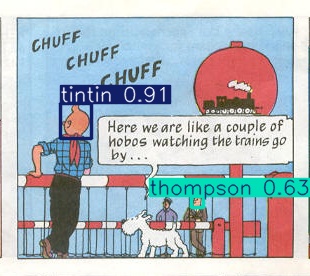 CHUFF
CHUFF
CHUFF
tintin 0.91
Here we are like a couple of
hobos watching the trains go
by...
thompson 0.63